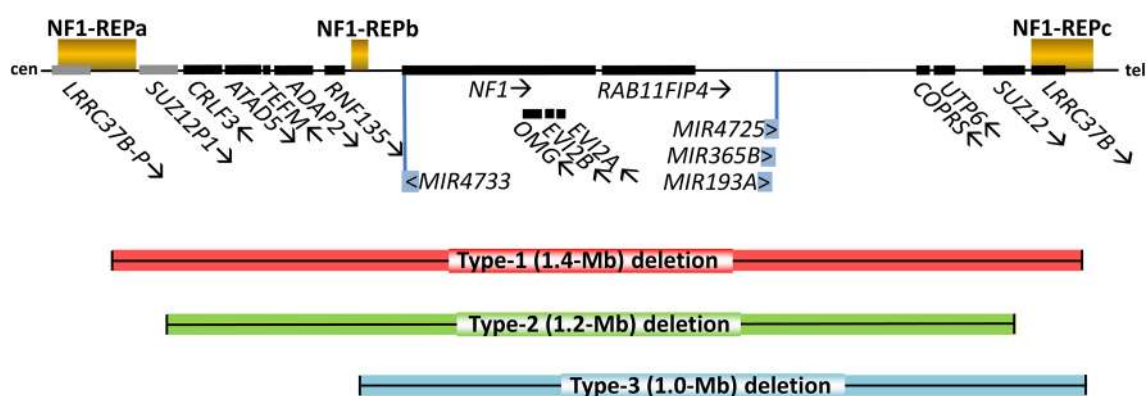 NF1-REPa
NF1-REPb
NF1-REPc
cen
tel
LRRC37B-P→
SUZ12P1→
CRLF3←
ATAD5→
TEFM←
ADAP2→
RNF135→
NF1→
RAB11FIP4→
OMG←
EVI2B←
EVI2A←
COPRS←
UTP6←
SUZ12→
LRRC37B→
MIR4725>
MIR365B>
MIR193A>
<MIR4733
Type-1 (1.4-Mb) deletion
Type-2 (1.2-Mb) deletion
Type-3 (1.0-Mb) deletion